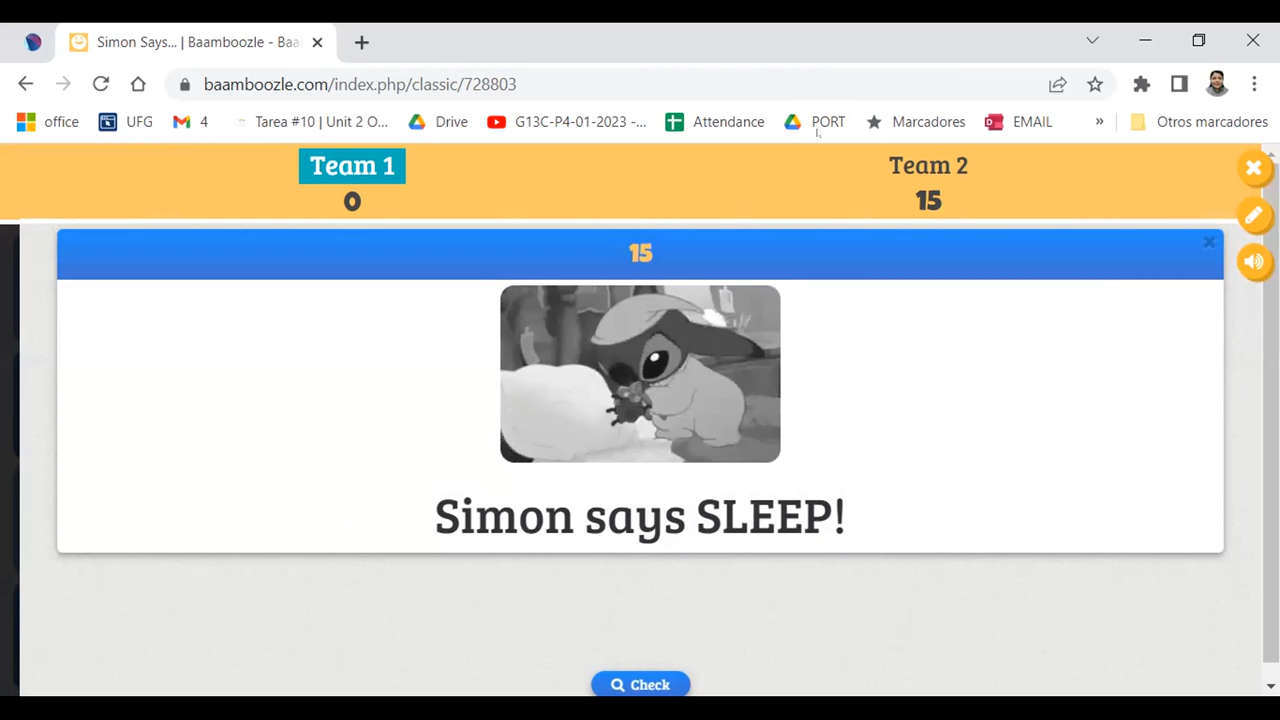 Simon Says... | Baamboozle - Baa
baamboozle.com/index.php/classic/728803
office UFG 4 Tarea #10 | Unit 2 O... Drive G13C-P4-01-2023 -... Attendance PORT Marcadores EMAIL » Otros marcadores
Team 1 Team 2
0 15
15
Simon says SLEEP!
Check